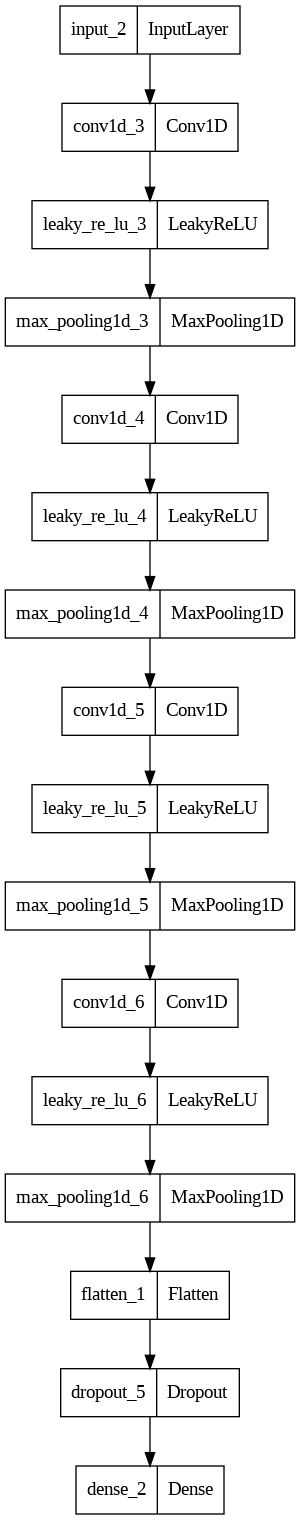 input_2 InputLayer
conv1d_3 Conv1D
leaky_re_lu_3 LeakyReLU
max_pooling1d_3 MaxPooling1D
conv1d_4 Conv1D
leaky_re_lu_4 LeakyReLU
max_pooling1d_4 MaxPooling1D
conv1d_5 Conv1D
leaky_re_lu_5 LeakyReLU
max_pooling1d_5 MaxPooling1D
conv1d_6 Conv1D
leaky_re_lu_6 LeakyReLU
max_pooling1d_6 MaxPooling1D
flatten_1 Flatten
dropout_5 Dropout
dense_2 Dense